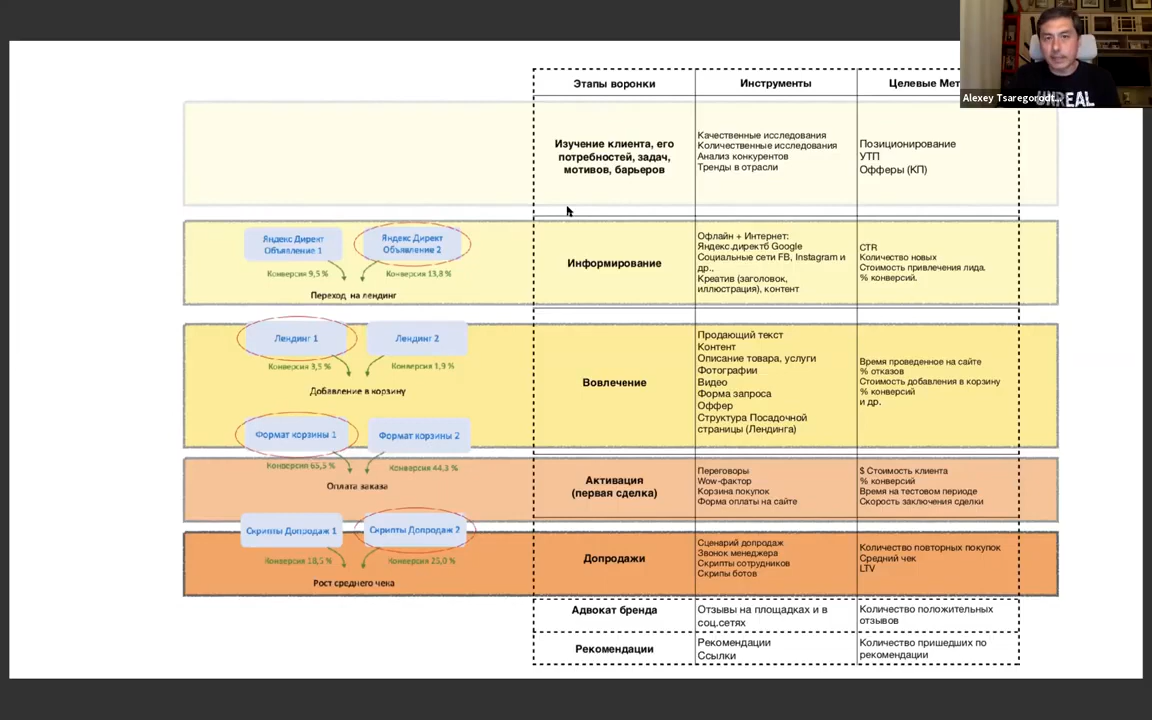 Этапы воронки
Инструменты
Целевые Мет
Alexey Tsaregorodt...
UNREAL
Изучение клиента, его
потребностей, задач,
мотивов, барьеров
Качественные исследования
Количественные исследования
Анализ конкурентов
Тренды в отрасли
Позиционирование
УТП
Офферы (КП)
Яндекс Директ
Объявление 1
Яндекс Директ
Объявление 2
Конверсия 9,5 %
Конверсия 13,8 %
Переход на лендинг
Информирование
Офлайн + Интернет:
Яндекс.директб Google
Социальные сети FB, Instagram и
др.,
Креатив (заголовок,
иллюстрация), контент
CTR
Количество новых
Стоимость привлечения лида.
% конверсий.
Лендинг 1
Лендинг 2
Конверсия 3,5 %
Конверсия 1,9 %
Добавление в корзину
Формат корзины 1
Формат корзины 2
Вовлечение
Продающий текст
Контент
Описание товара, услуги
Фотографии
Видео
Форма запроса
Оффер
Структура Посадочной
страницы (Лендинга)
Время проведенное на сайте
% отказов
Стоимость добавления в корзину
% конверсий
и др.
Конверсия 65,5 %
Конверсия 44,3 %
Оплата заказа
Активация
(первая сделка)
Переговоры
Wow-фактор
Корзина покупок
Форма оплаты на сайте
$ Стоимость клиента
% конверсий
Время на тестовом периоде
Скорость заключения сделки
Скрипты Допродаж 1
Скрипты Допродаж 2
Конверсия 18,5 %
Конверсия 25,0 %
Рост среднего чека
Допродажи
Сценарий допродаж
Звонок менеджера
Скрипты сотрудников
Скрипы ботов
Количество повторных покупок
Средний чек
LTV
Адвокат бренда
Отзывы на площадках и в
соц.сетях
Количество положительных
отзывов
Рекомендации
Рекомендации
Ссылки
Количество пришедших по
рекомендации